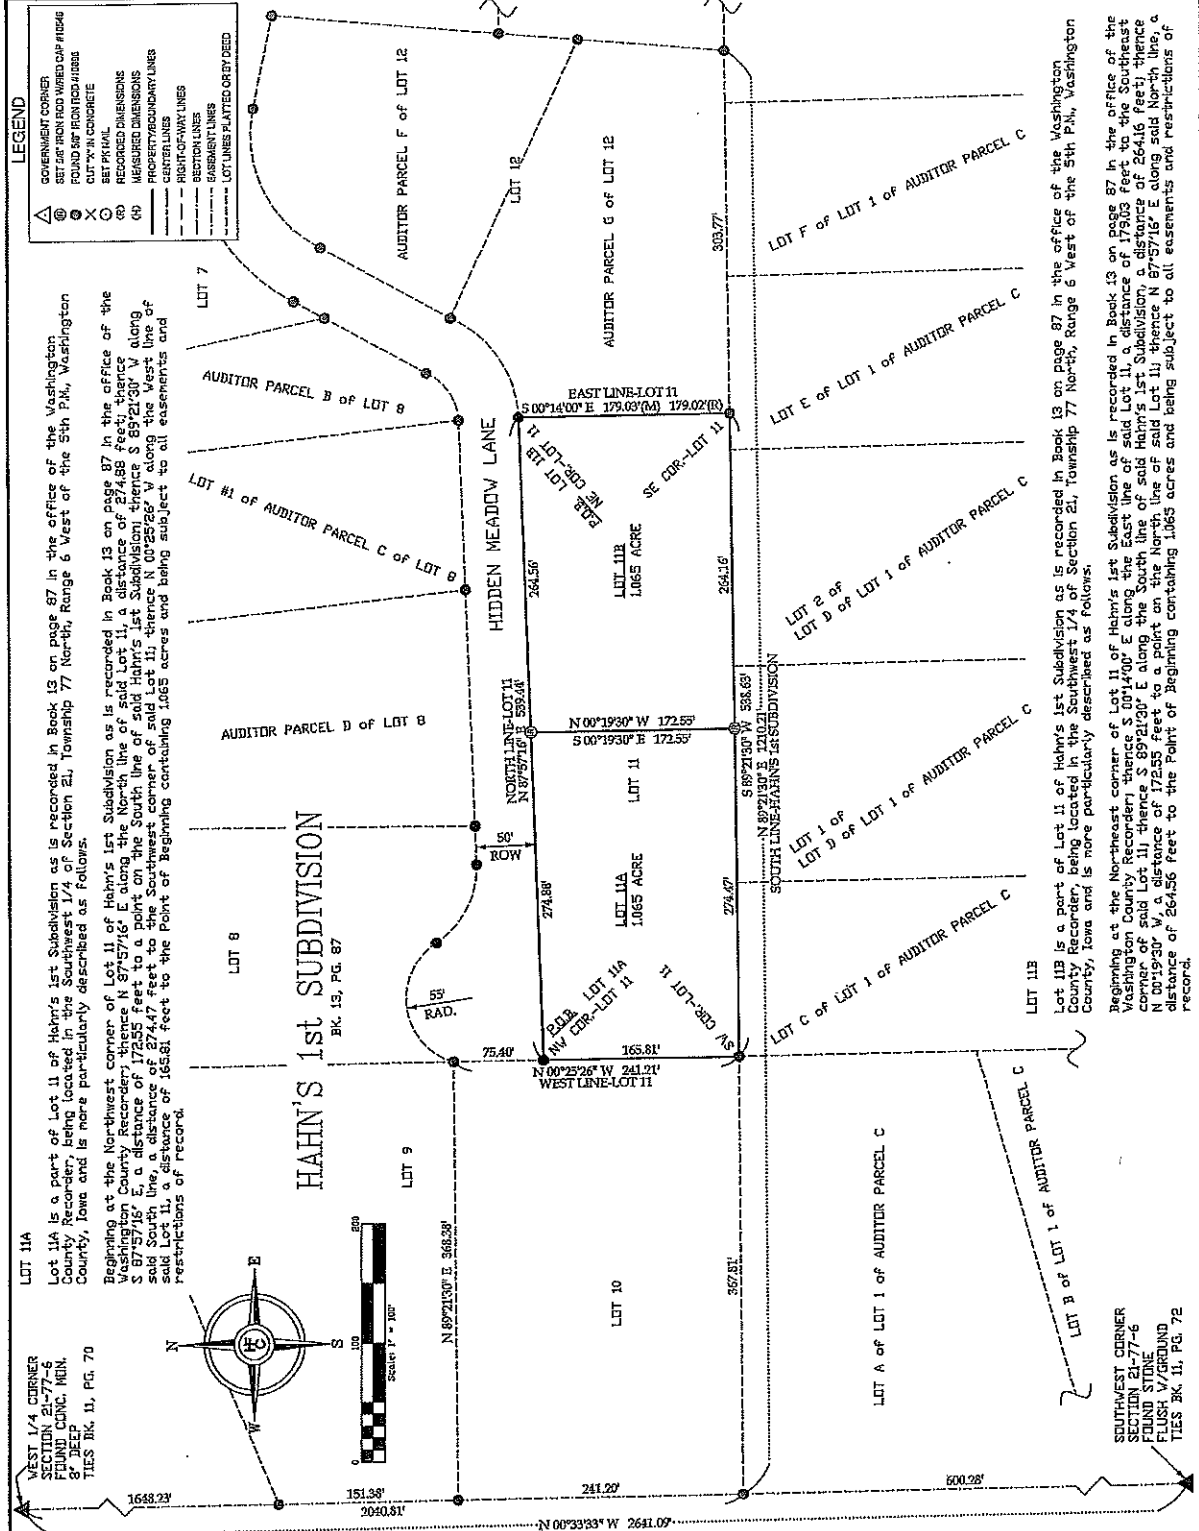 LEGEND
GOVERNMENT CORNER
SET 5/8" IRON ROD W/RED CAP #10546
FOUND 5/8" IRON ROD #10885
CUT "X" IN CONCRETE
SET PK NAIL
(R) RECORDED DIMENSIONS
(M) MEASURED DIMENSIONS
PROPERTY/BOUNDARY LINES
CENTER LINES
RIGHT-OF-WAY LINES
SECTION LINES
EASEMENT LINES
LOT LINES PLATTED OR BY DEED
LOT 11A
Lot 11A is a part of Lot 11 of Hahn's 1st Subdivision as is recorded in Book 13 on page 87 in the office of the Washington
County Recorder, being located in the Southwest 1/4 of Section 21, Township 77 North, Range 6 West of the 5th P.M., Washington
County, Iowa and is more particularly described as follows.
Beginning at the Northwest corner of Lot 11 of Hahn's 1st Subdivision as is recorded in Book 13 on page 87 in the office of the
Washington County Recorder; thence N 87°57'16" E along the North line of said Lot 11, a distance of 274.88 feet; thence
S 87°57'16" E, a distance of 172.55 feet to a point on the South line of said Hahn's 1st Subdivision; thence S 89°21'30" W along
said South line, a distance of 274.47 feet to the Southwest corner of said Lot 11; thence N 00°25'26" W along the West line of
said Lot 11, a distance of 165.81 feet to the Point of Beginning containing 1.065 acres and being subject to all easements and
restrictions of record.
WEST 1/4 CORNER
SECTION 21-77-6
FOUND CONC. MON.
8" DEEP
TIES BK. 11, PG. 70
N
E
S
W
0
100
200
Scale: 1" = 100'
HAHN'S 1st SUBDIVISION
BK. 13, PG. 87
LOT 7
LOT 8
LOT 9
LOT 10
LOT 11
LOT 12
AUDITOR PARCEL F of LOT 12
AUDITOR PARCEL G of LOT 12
AUDITOR PARCEL B of LOT 8
LOT #1 of AUDITOR PARCEL C of LOT 8
AUDITOR PARCEL D of LOT 8
HIDDEN MEADOW LANE
50'
ROW
55'
RAD.
NORTH LINE-LOT 11
N 87°57'16" E 539.44'
274.88'
264.56'
EAST LINE-LOT 11
S 00°14'00" E 179.03'(M) 179.02'(R)
P.O.B. LOT 11B
NE COR.-LOT 11
SE COR.-LOT 11
LOT 11B
1.065 ACRE
N 00°19'30" W 172.55'
S 00°19'30" E 172.55'
LOT 11A
1.065 ACRE
P.O.B. LOT 11A
NW COR.-LOT 11
SW COR.-LOT 11
75.40'
165.81'
N 00°25'26" W 241.21'
WEST LINE-LOT 11
274.47'
264.16'
303.77'
S 89°21'30" W 538.63'
N 89°21'30" E 1210.21'
SOUTH LINE-HAHN'S 1st SUBDIVISION
N 89°21'30" E 368.38'
367.81'
LOT F of LOT 1 of AUDITOR PARCEL C
LOT E of LOT 1 of AUDITOR PARCEL C
LOT 2 of
LOT D of LOT 1 of AUDITOR PARCEL C
LOT 1 of
LOT D of LOT 1 of AUDITOR PARCEL C
LOT C of LOT 1 of AUDITOR PARCEL C
LOT A of LOT 1 of AUDITOR PARCEL C
LOT B of LOT 1 of AUDITOR PARCEL C
1648.23'
151.38'
2040.81'
241.20'
600.28'
N 00°33'33" W 2641.09'
SOUTHWEST CORNER
SECTION 21-77-6
FOUND STONE
FLUSH W/GROUND
TIES BK. 11, PG. 72
LOT 11B
Lot 11B is a part of Lot 11 of Hahn's 1st Subdivision as is recorded in Book 13 on page 87 in the office of the Washington
County Recorder, being located in the Southwest 1/4 of Section 21, Township 77 North, Range 6 West of the 5th P.M., Washington
County, Iowa and is more particularly described as follows.
Beginning at the Northeast corner of Lot 11 of Hahn's 1st Subdivision as is recorded in Book 13 on page 87 in the office of the
Washington County Recorder; thence S 00°14'00" E along the East line of said Lot 11, a distance of 179.03 feet to the Southeast
corner of said Lot 11; thence S 89°21'30" E along the South line of said Hahn's 1st Subdivision, a distance of 264.16 feet; thence
N 00°19'30" W, a distance of 172.55 feet to a point on the North line of said Lot 11; thence N 87°57'16" E along said North line, a
distance of 264.56 feet to the Point of Beginning containing 1.065 acres and being subject to all easements and restrictions of
record.